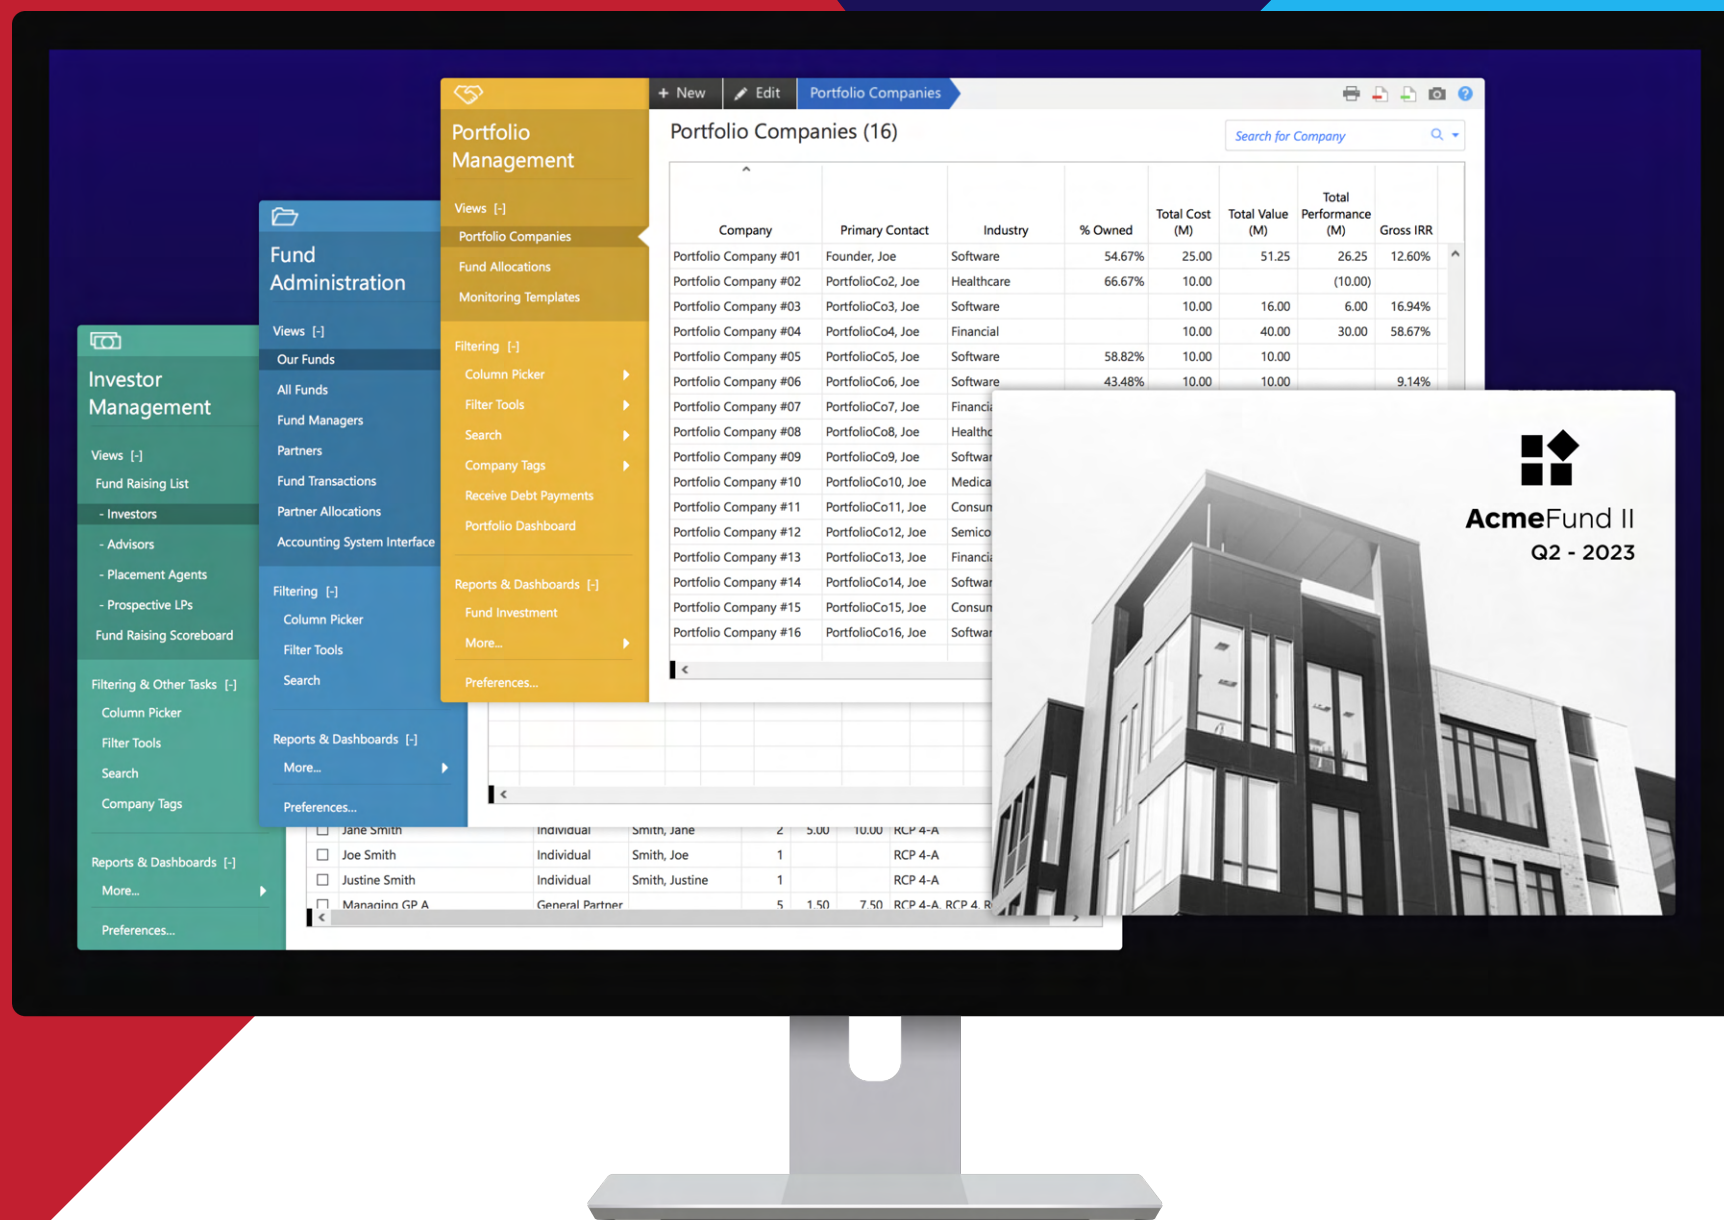 + New
Edit
Portfolio Companies
Portfolio Management
Views [-]
Portfolio Companies
Fund Allocations
Monitoring Templates
Filtering [-]
Column Picker
Filter Tools
Search
Company Tags
Receive Debt Payments
Portfolio Dashboard
Reports & Dashboards [-]
Fund Investment
More...
Preferences...
Portfolio Companies (16)
Search for Company
Company Primary Contact Industry % Owned Total Cost (M) Total Value (M) Total Performance (M) Gross IRR
Portfolio Company #01 Founder, Joe Software 54.67% 25.00 51.25 26.25 12.60%
Portfolio Company #02 PortfolioCo2, Joe Healthcare 66.67% 10.00 (10.00)
Portfolio Company #03 PortfolioCo3, Joe Software 10.00 16.00 6.00 16.94%
Portfolio Company #04 PortfolioCo4, Joe Financial 10.00 40.00 30.00 58.67%
Portfolio Company #05 PortfolioCo5, Joe Software 58.82% 10.00 10.00
Portfolio Company #06 PortfolioCo6, Joe Software 43.48% 10.00 10.00 9.14%
Portfolio Company #07 PortfolioCo7, Joe
Portfolio Company #08 PortfolioCo8, Joe
Portfolio Company #09 PortfolioCo9, Joe
Portfolio Company #10 PortfolioCo10, Joe
Portfolio Company #11 PortfolioCo11, Joe
Portfolio Company #12 PortfolioCo12, Joe
Portfolio Company #13 PortfolioCo13, Joe
Portfolio Company #14 PortfolioCo14, Joe
Portfolio Company #15 PortfolioCo15, Joe
Portfolio Company #16 PortfolioCo16, Joe
Fund Administration
Views [-]
Our Funds
All Funds
Fund Managers
Partners
Fund Transactions
Partner Allocations
Accounting System Interface
Filtering [-]
Column Picker
Filter Tools
Search
Reports & Dashboards [-]
More...
Preferences...
Investor Management
Views [-]
Fund Raising List
- Investors
- Advisors
- Placement Agents
- Prospective LPs
Fund Raising Scoreboard
Filtering & Other Tasks [-]
Column Picker
Filter Tools
Search
Company Tags
Reports & Dashboards [-]
More...
Preferences...
Jane Smith Individual Smith, Jane 2 5.00 10.00 RCP 4-A
Joe Smith Individual Smith, Joe 1 RCP 4-A
Justine Smith Individual Smith, Justine 1 RCP 4-A
Managing GP A General Partner 5 1.50 7.50 RCP 4-A, RCP 4,
AcmeFund II
Q2 - 2023